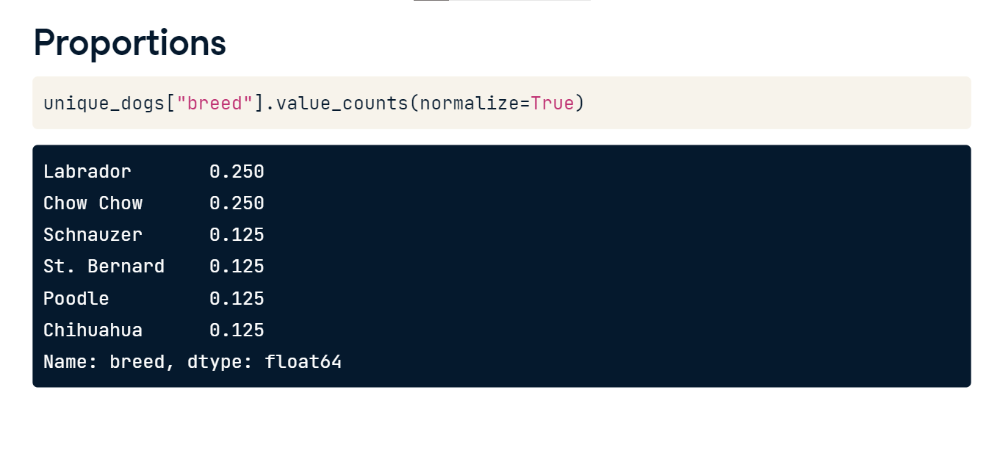 Proportions
unique_dogs["breed"].value_counts(normalize=True)
Labrador       0.250
Chow Chow      0.250
Schnauzer      0.125
St. Bernard    0.125
Poodle         0.125
Chihuahua      0.125
Name: breed, dtype: float64